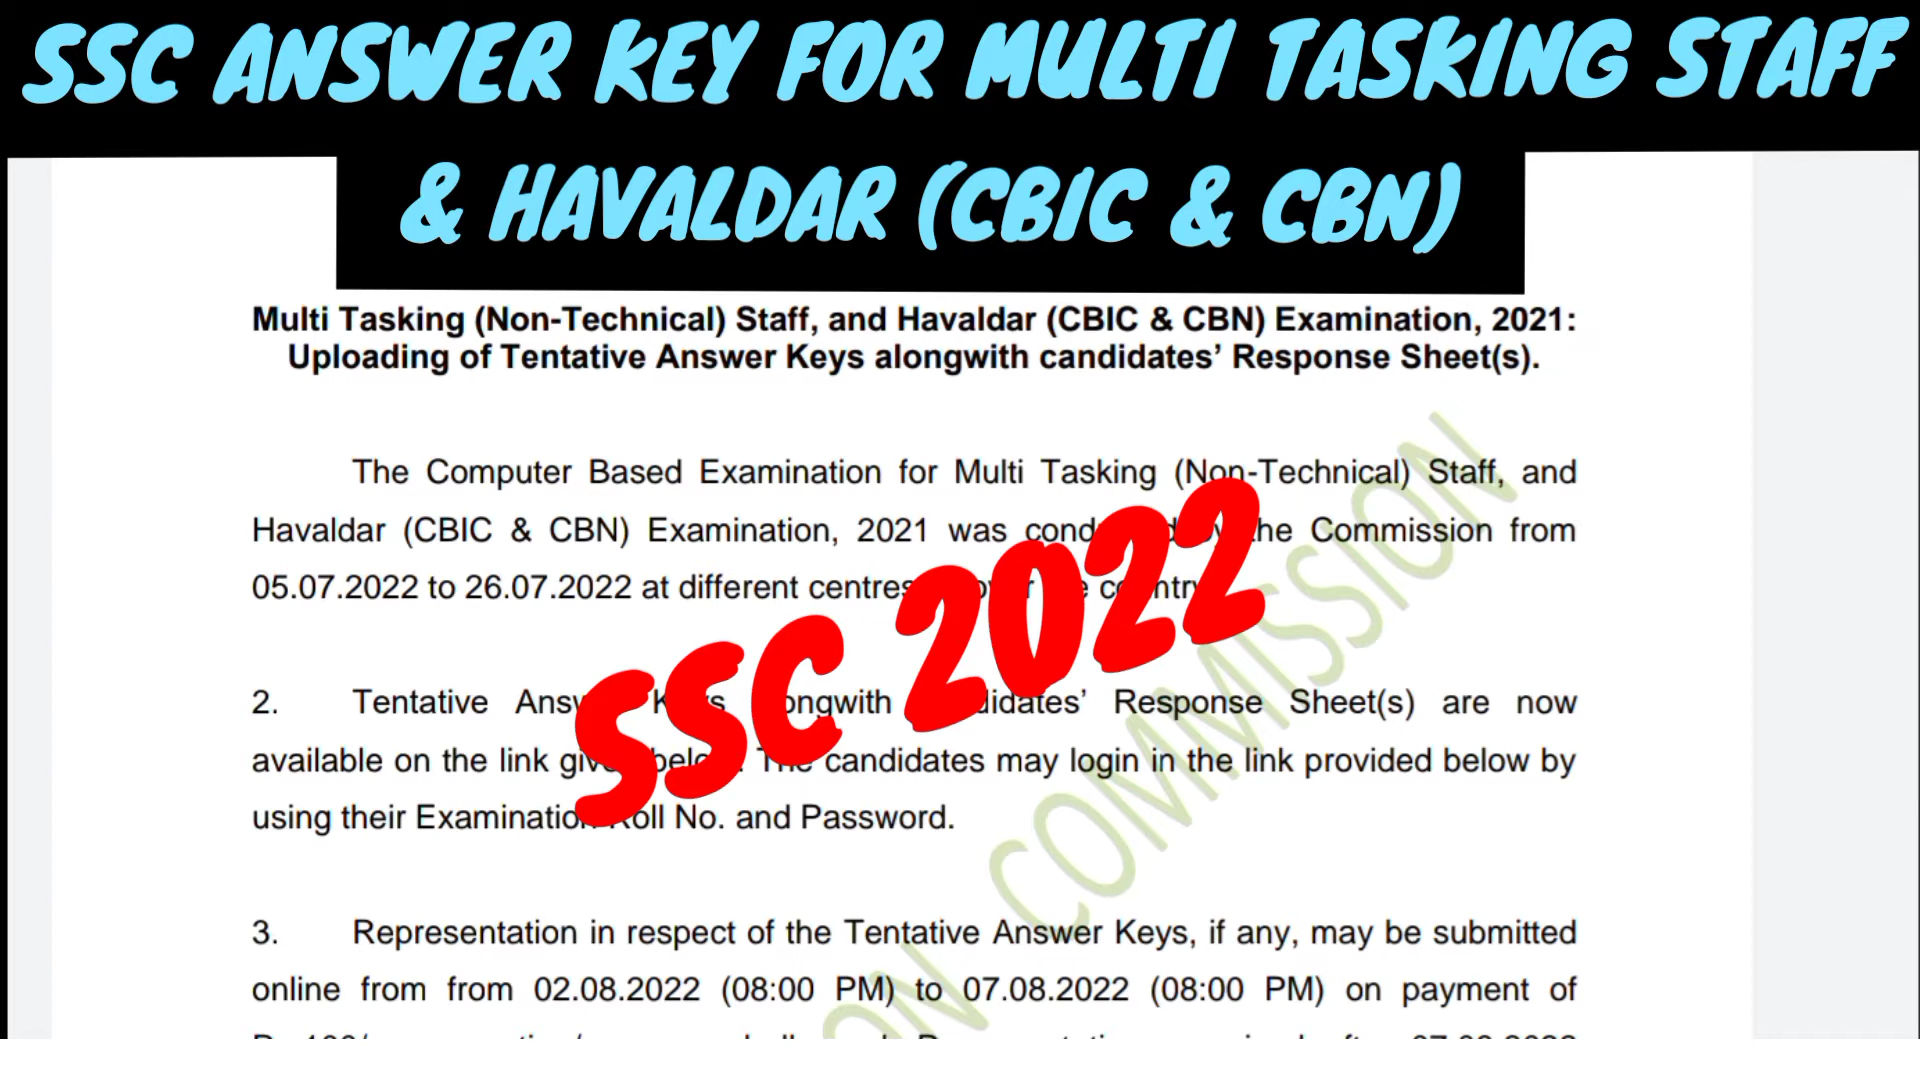 SSC ANSWER KEY FOR MULTI TASKING STAFF
& HAVALDAR (CBIC & CBN)
Multi Tasking (Non-Technical) Staff, and Havaldar (CBIC & CBN) Examination, 2021:
Uploading of Tentative Answer Keys alongwith candidates’ Response Sheet(s).
The Computer Based Examination for Multi Tasking (Non-Technical) Staff, and
Havaldar (CBIC & CBN) Examination, 2021 was the Commission from
05.07.2022 to 26.07.2022 at different centres
SSC 2022
2. Tentative Response Sheet(s) are now
available on the link candidates may login in the link provided below by
using their Examination Roll No. and Password.
3. Representation in respect of the Tentative Answer Keys, if any, may be submitted
online from from 02.08.2022 (08:00 PM) to 07.08.2022 (08:00 PM) on payment of
COMMISSION